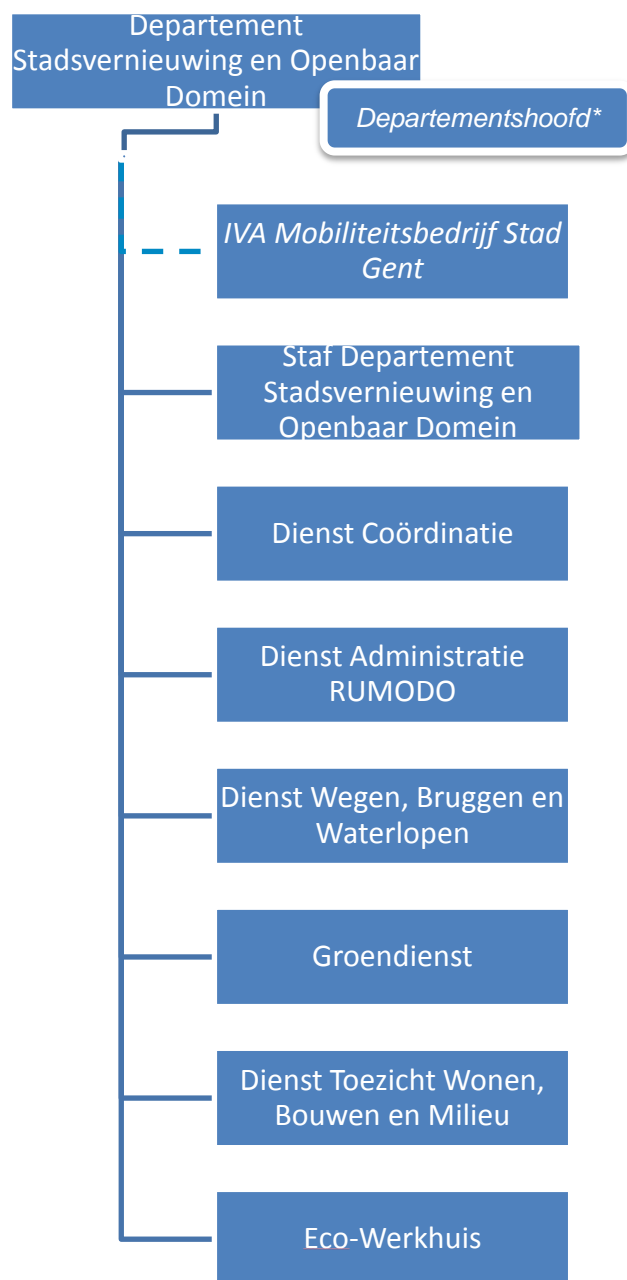 Departement
Stadsvernieuwing en Openbaar
Domein
Departementshoofd*
IVA Mobiliteitsbedrijf Stad
Gent
Staf Departement
Stadsvernieuwing en
Openbaar Domein
Dienst Coördinatie
Dienst Administratie
RUMODO
Dienst Wegen, Bruggen en
Waterlopen
Groendienst
Dienst Toezicht Wonen,
Bouwen en Milieu
Eco-Werkhuis